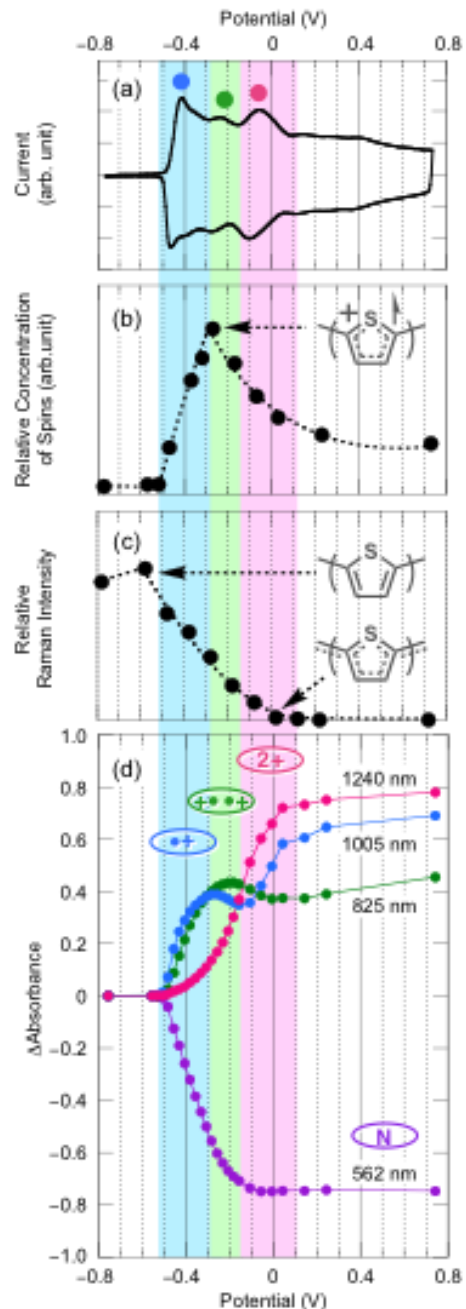 Potential (V)
−0.8 −0.4 0 0.4 0.8
(a)
Current
(arb. unit)
(b)
Relative Concentration
of Spins (arb.unit)
+
S
(c)
Relative
Raman Intensity
S
S
1.0
0.8
0.6
0.4
0.2
0
−0.2
−0.4
−0.6
−0.8
−1.0
ΔAbsorbance
(d)
2+
+ +
+
1240 nm
1005 nm
825 nm
N
562 nm
−0.8 −0.4 0 0.4 0.8
Potential (V)